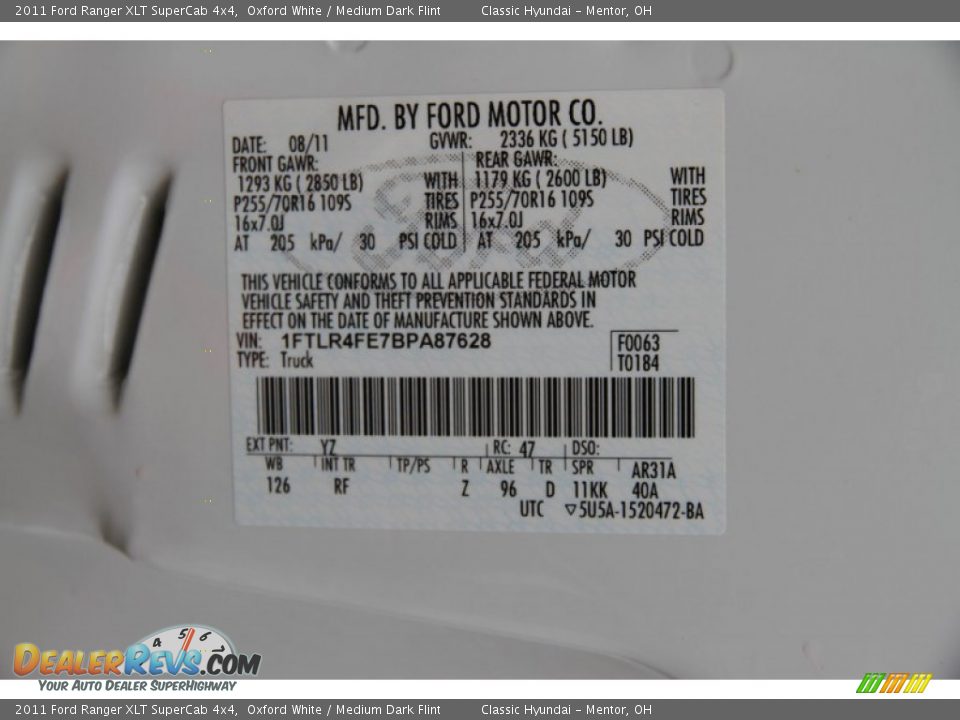 2011 Ford Ranger XLT SuperCab 4x4, Oxford White / Medium Dark Flint Classic Hyundai - Mentor, OH
MFD. BY FORD MOTOR CO.
DATE: 08/11 GVWR: 2336 KG ( 5150 LB)
FRONT GAWR: REAR GAWR:
1293 KG ( 2850 LB) WITH 1179 KG ( 2600 LB) WITH
P255/70R16 109S TIRES P255/70R16 109S TIRES
16x7.0J RIMS 16x7.0J RIMS
AT 205 kPa/ 30 PSI COLD AT 205 kPa/ 30 PSI COLD
THIS VEHICLE CONFORMS TO ALL APPLICABLE FEDERAL MOTOR
VEHICLE SAFETY AND THEFT PREVENTION STANDARDS IN
EFFECT ON THE DATE OF MANUFACTURE SHOWN ABOVE.
VIN: 1FTLR4FE7BPA87628 F0063
TYPE: Truck T0184
EXT PNT: YZ RC: 47 DSO:
WB INT TR TP/PS R AXLE TR SPR AR31A
126 RF Z 96 D 11KK 40A
UTC ▽5U5A-1520472-BA
4 5 6 7
DEALERREVS.COM
YOUR AUTO DEALER SUPERHIGHWAY
2011 Ford Ranger XLT SuperCab 4x4, Oxford White / Medium Dark Flint Classic Hyundai - Mentor, OH